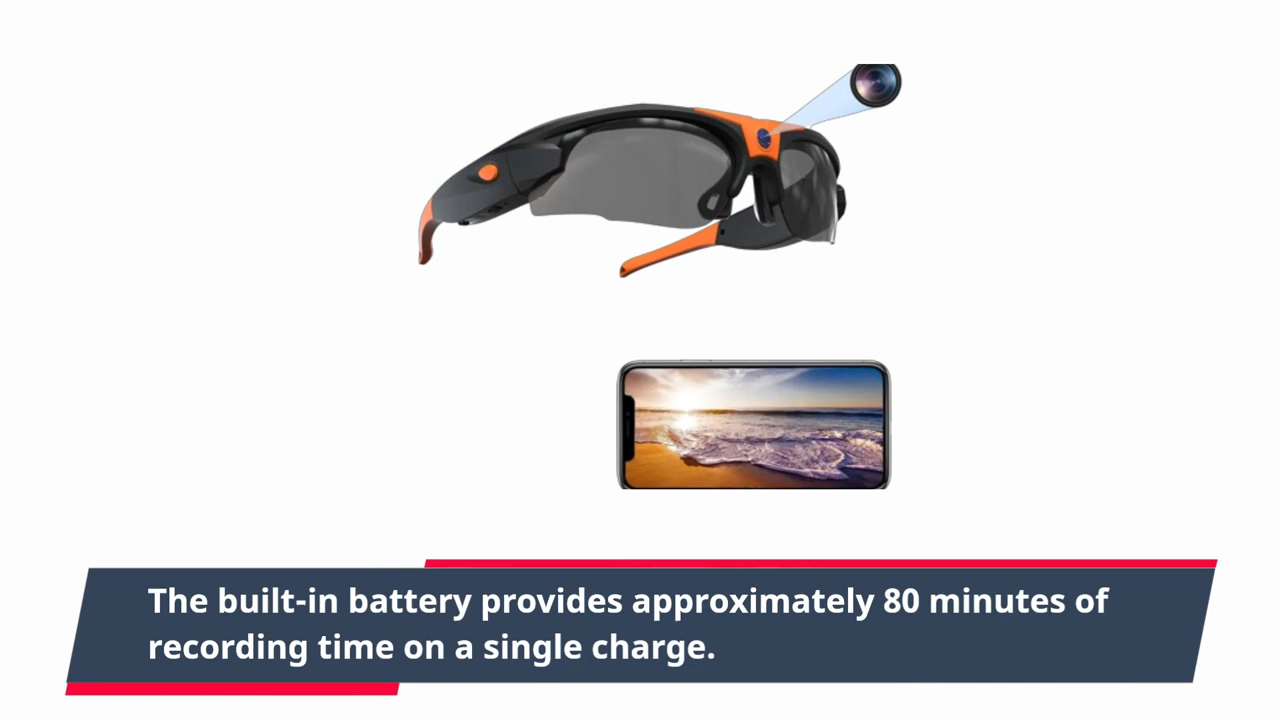 The built-in battery provides approximately 80 minutes of
recording time on a single charge.